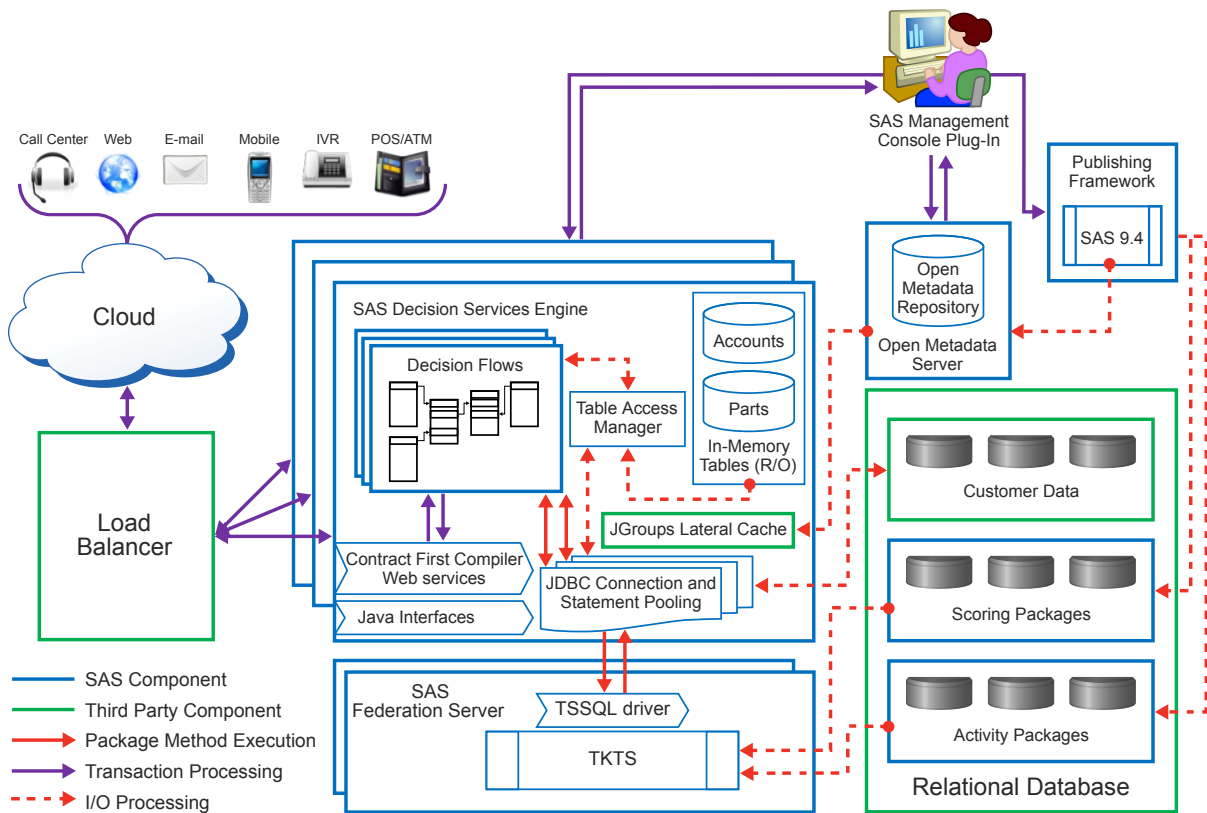 SAS Management
Console Plug-In
Call Center
Web
E-mail
Mobile
IVR
POS/ATM
Publishing
Framework
SAS 9.4
Cloud
Open
Metadata
Repository
Open Metadata
Server
SAS Decision Services Engine
Decision Flows
Accounts
Parts
In-Memory
Tables (R/O)
Table Access
Manager
JGroups Lateral Cache
Load
Balancer
Contract First Compiler
Web services
Java Interfaces
JDBC Connection and
Statement Pooling
Customer Data
Scoring Packages
Activity Packages
Relational Database
SAS
Federation Server
TSSQL driver
TKTS
SAS Component
Third Party Component
Package Method Execution
Transaction Processing
I/O Processing